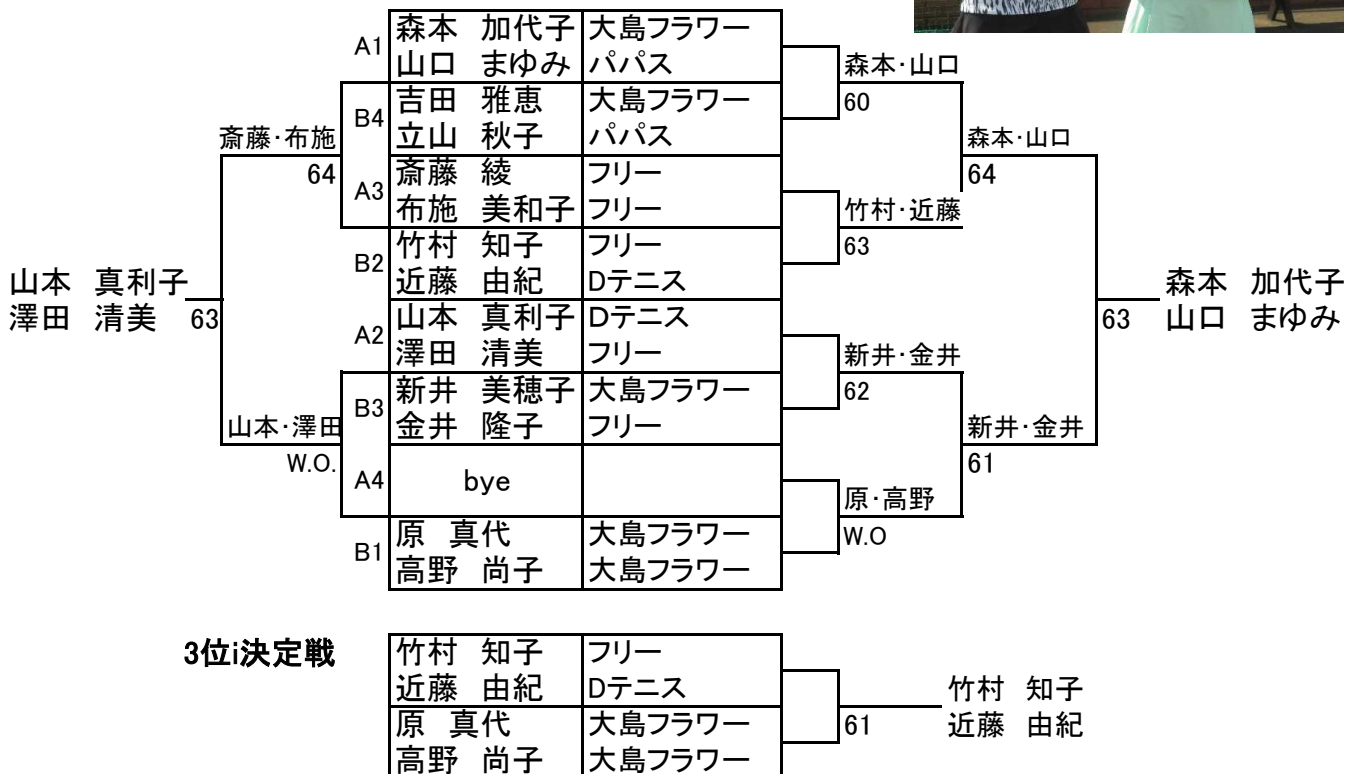 A1 森本 加代子 大島フラワー
山口 まゆみ パパス
森本・山口
60
B4 吉田 雅恵 大島フラワー
立山 秋子 パパス
斎藤・布施
64
森本・山口
64
A3 斎藤 綾 フリー
布施 美和子 フリー
竹村・近藤
63
B2 竹村 知子 フリー
近藤 由紀 Dテニス
山本 真利子
澤田 清美 63
63 森本 加代子
山口 まゆみ
A2 山本 真利子 Dテニス
澤田 清美 フリー
新井・金井
62
B3 新井 美穂子 大島フラワー
金井 隆子 フリー
山本・澤田
W.O.
新井・金井
61
A4 bye
原・高野
W.O
B1 原 真代 大島フラワー
高野 尚子 大島フラワー
3位i決定戦
竹村 知子 フリー
近藤 由紀 Dテニス
原 真代 大島フラワー
高野 尚子 大島フラワー
61
竹村 知子
近藤 由紀